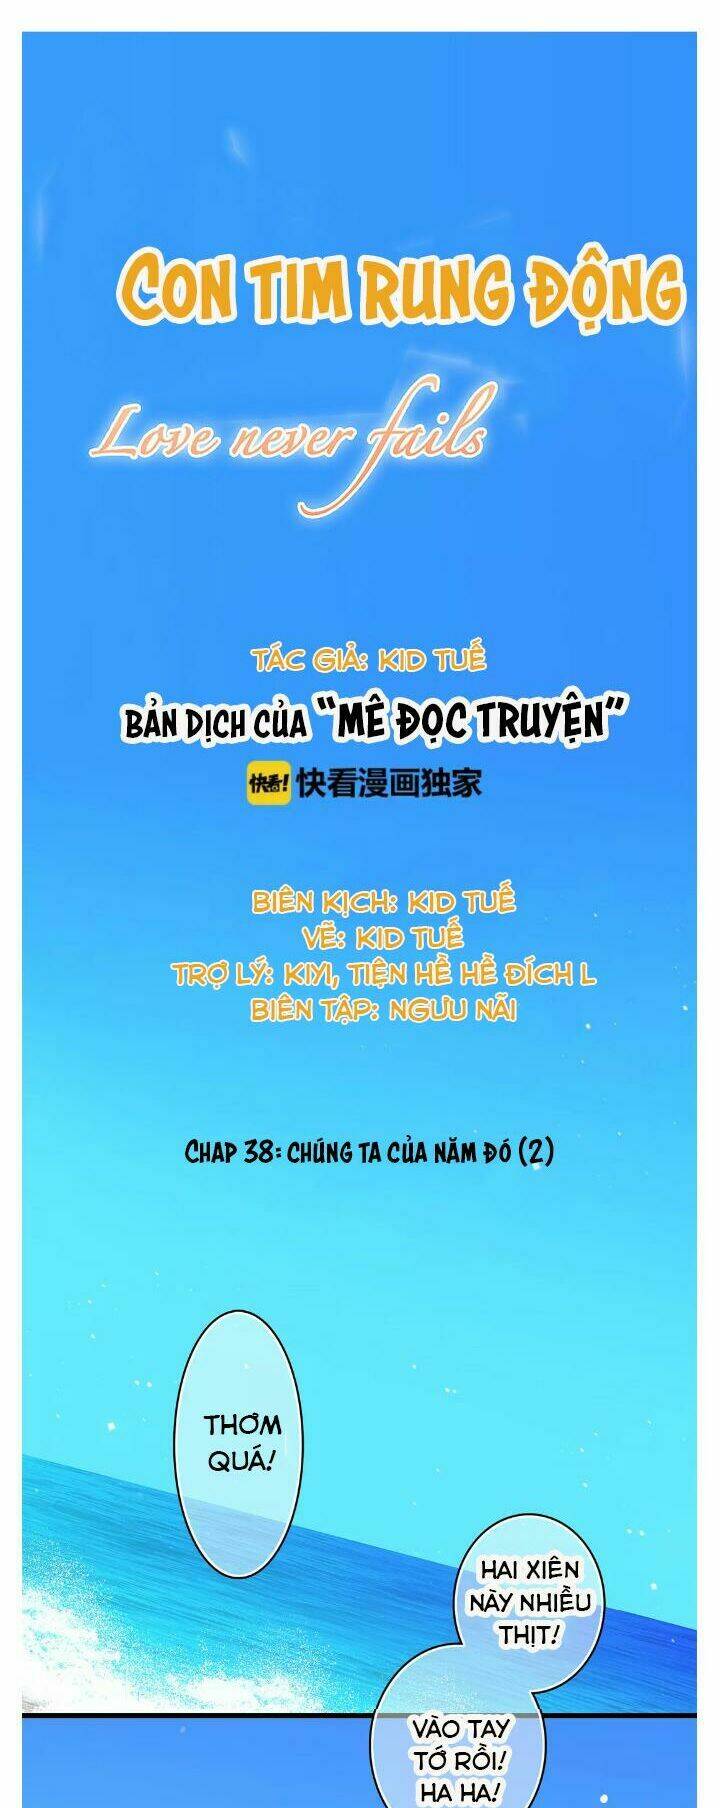 CON TIM RUNG ĐỘNG
Love never fails
TÁC GIẢ: KID TUẾ
BẢN DỊCH CỦA "MÊ ĐỌC TRUYỆN"
快看! 快看漫画独家
BIÊN KỊCH: KID TUẾ
VẼ: KID TUẾ
TRỢ LÝ: KIYI, TIỆN HỀ HỀ ĐÍCH L
BIÊN TẬP: NGƯU NÃI
CHAP 38: CHÚNG TA CỦA NĂM ĐÓ (2)
THƠM
QUÁ!
HAI XIÊN
NÀY NHIỀU
THỊT!
VÀO TAY
TỚ RỒI!
HA HA!